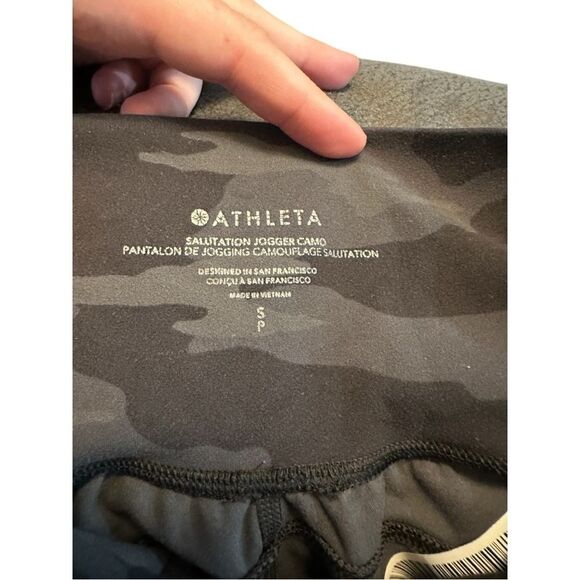 ATHLETA
SALUTATION JOGGER CAMO
PANTALON DE JOGGING CAMOUFLAGE SALUTATION
DESIGNED IN SAN FRANCISCO
CONÇU À SAN FRANCISCO
MADE IN VIETNAM
S
P